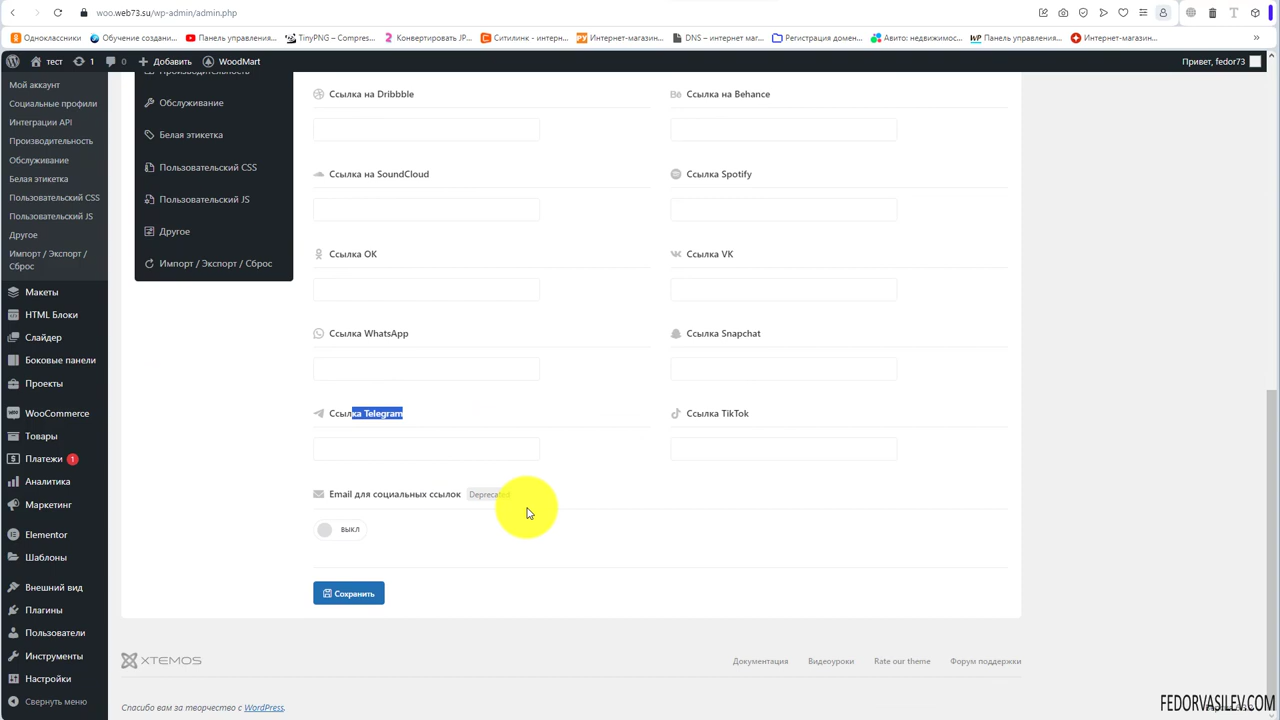 woo.web73.su/wp-admin/admin.php
Одноклассники
Обучение создани...
Панель управления...
TinyPNG – Compres...
Конвертировать JP...
Ситилинк - интерн...
Интернет-магазин...
DNS – интернет маг...
Регистрация домен...
Авито: недвижимос...
Панель управления...
Интернет-магазин...
тест
1
0
Добавить
WoodMart
Привет, fedor73
Мой аккаунт
Социальные профили
Интеграции API
Производительность
Обслуживание
Белая этикетка
Пользовательский CSS
Пользовательский JS
Другое
Импорт / Экспорт /
Сброс
Макеты
HTML Блоки
Слайдер
Боковые панели
Проекты
WooCommerce
Товары
Платежи 1
Аналитика
Маркетинг
Elementor
Шаблоны
Внешний вид
Плагины
Пользователи
Инструменты
Настройки
Свернуть меню
Производительность
Обслуживание
Белая этикетка
Пользовательский CSS
Пользовательский JS
Другое
Импорт / Экспорт / Сброс
Ссылка на Dribbble
Ссылка на Behance
Ссылка на SoundCloud
Ссылка Spotify
Ссылка OK
Ссылка VK
Ссылка WhatsApp
Ссылка Snapchat
Ссылка Telegram
Ссылка TikTok
Email для социальных ссылок Deprecated
ВЫКЛ
Сохранить
XTEMOS
Документация
Видеоуроки
Rate our theme
Форум поддержки
Спасибо вам за творчество с WordPress.
FEDORVASILEV.COM